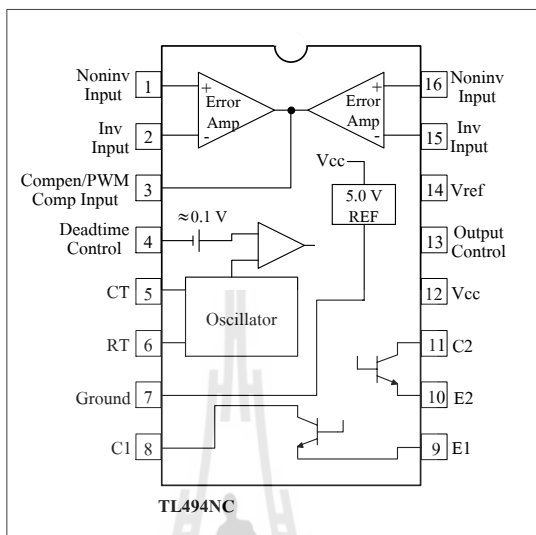 Noninv
Input
1
+
Error
Amp
-
Inv
Input
2
Compen/PWM
Comp Input
3
Deadtime
Control
4
≈0.1 V
CT
5
Oscillator
RT
6
Ground
7
C1
8
+
Error
Amp
-
16
Noninv
Input
15
Inv
Input
Vcc
5.0 V
REF
14
Vref
13
Output
Control
12
Vcc
11
C2
10
E2
9
E1
TL494NC